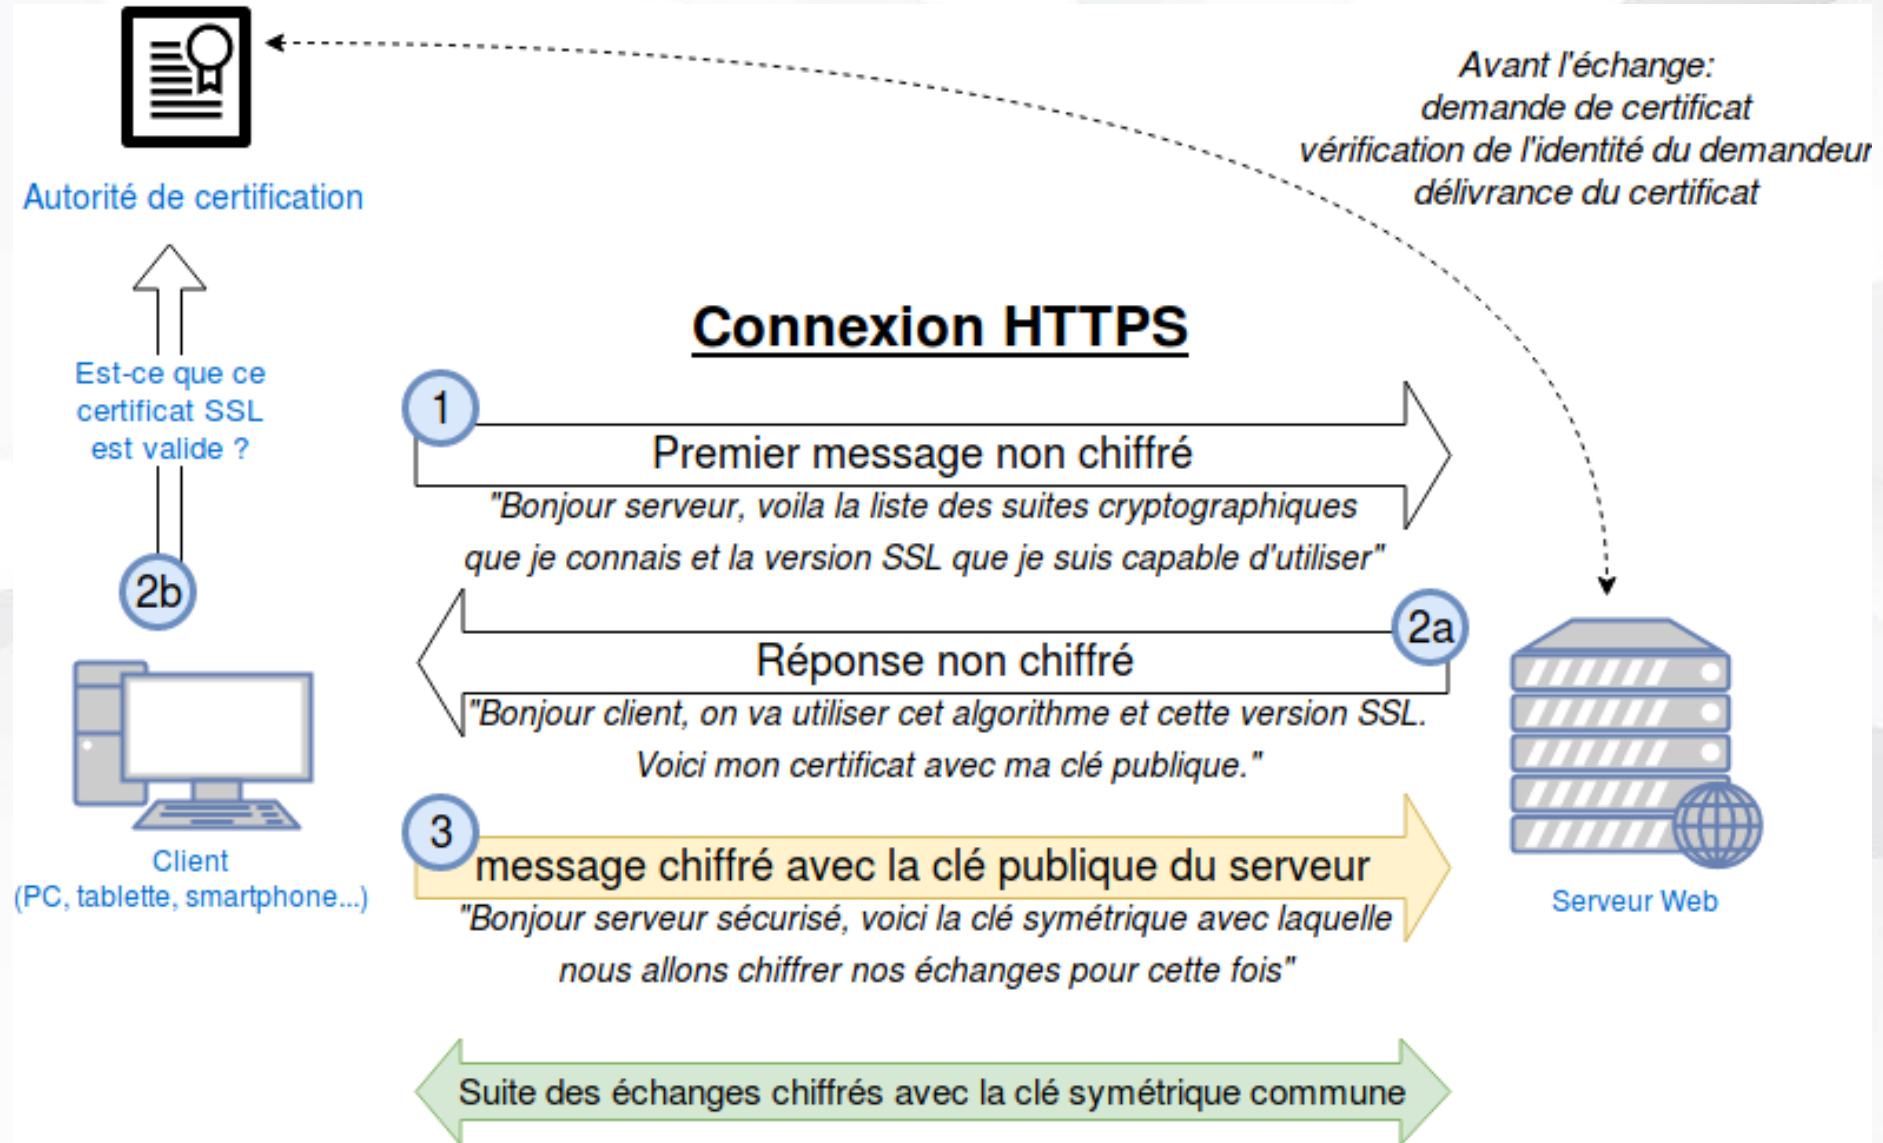 Avant l'échange:
demande de certificat
vérification de l'identité du demandeur
délivrance du certificat
Autorité de certification
Connexion HTTPS
Est-ce que ce
certificat SSL
est valide ?
2b
1
Premier message non chiffré
"Bonjour serveur, voila la liste des suites cryptographiques
que je connais et la version SSL que je suis capable d'utiliser"
2a
Réponse non chiffré
"Bonjour client, on va utiliser cet algorithme et cette version SSL.
Voici mon certificat avec ma clé publique."
3
message chiffré avec la clé publique du serveur
"Bonjour serveur sécurisé, voici la clé symétrique avec laquelle
nous allons chiffrer nos échanges pour cette fois"
Client
(PC, tablette, smartphone...)
Serveur Web
Suite des échanges chiffrés avec la clé symétrique commune